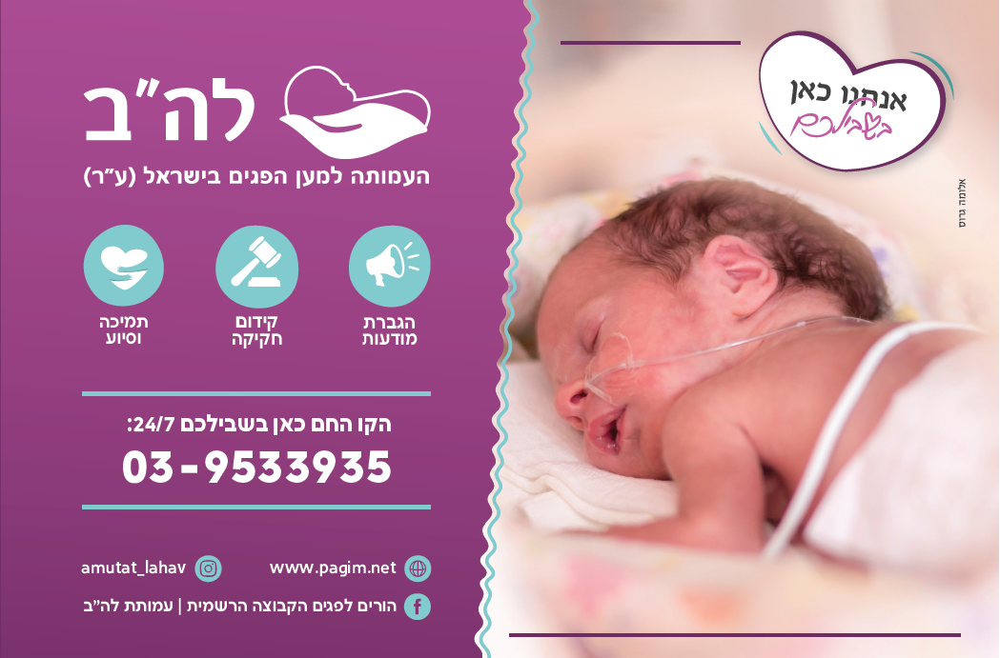 אנחנו כאן
בשבילכם
אלומה גרוס
לה״ב
העמותה למען הפגים בישראל (ע״ר)
הגברת
מודעות
קידום
חקיקה
תמיכה
וסיוע
הקו החם כאן בשבילכם 24/7:
03-9533935
www.pagim.net
amutat_lahav
הורים לפגים הקבוצה הרשמית | עמותת לה״ב